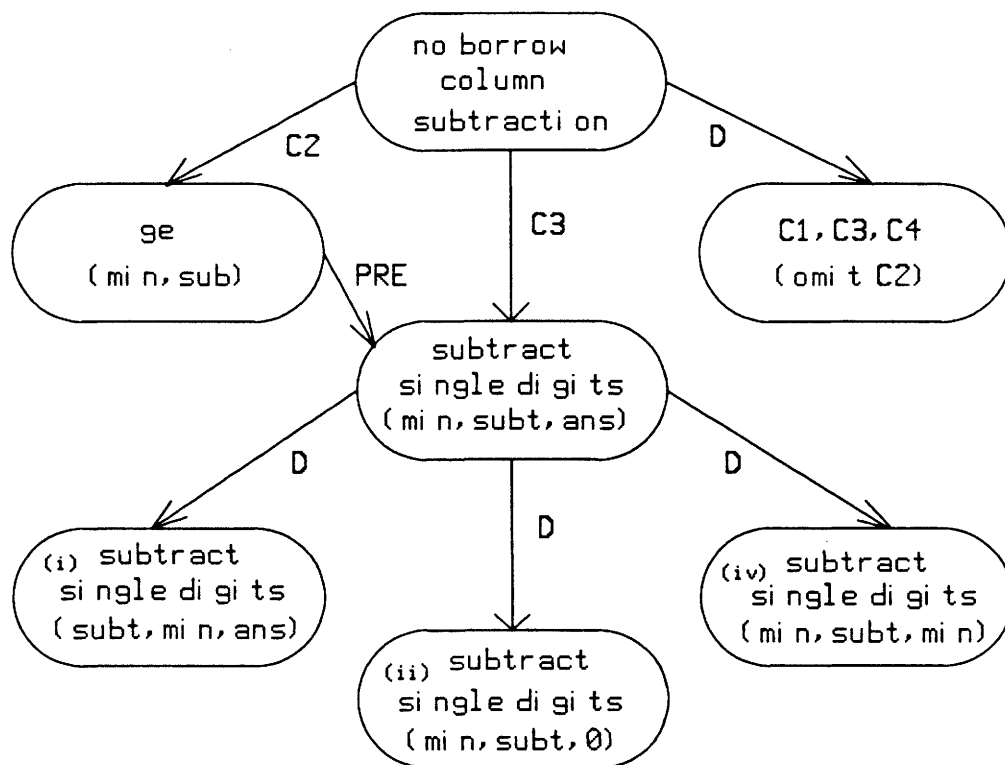 no borrow
column
subtraction
C2
D
C3
ge
(min, sub)
PRE
C1, C3, C4
(omit C2)
subtract
single digits
(min, subt, ans)
D
D
D
(i) subtract
single digits
(subt, min, ans)
(ii) subtract
single digits
(min, subt, 0)
(iv) subtract
single digits
(min, subt, min)